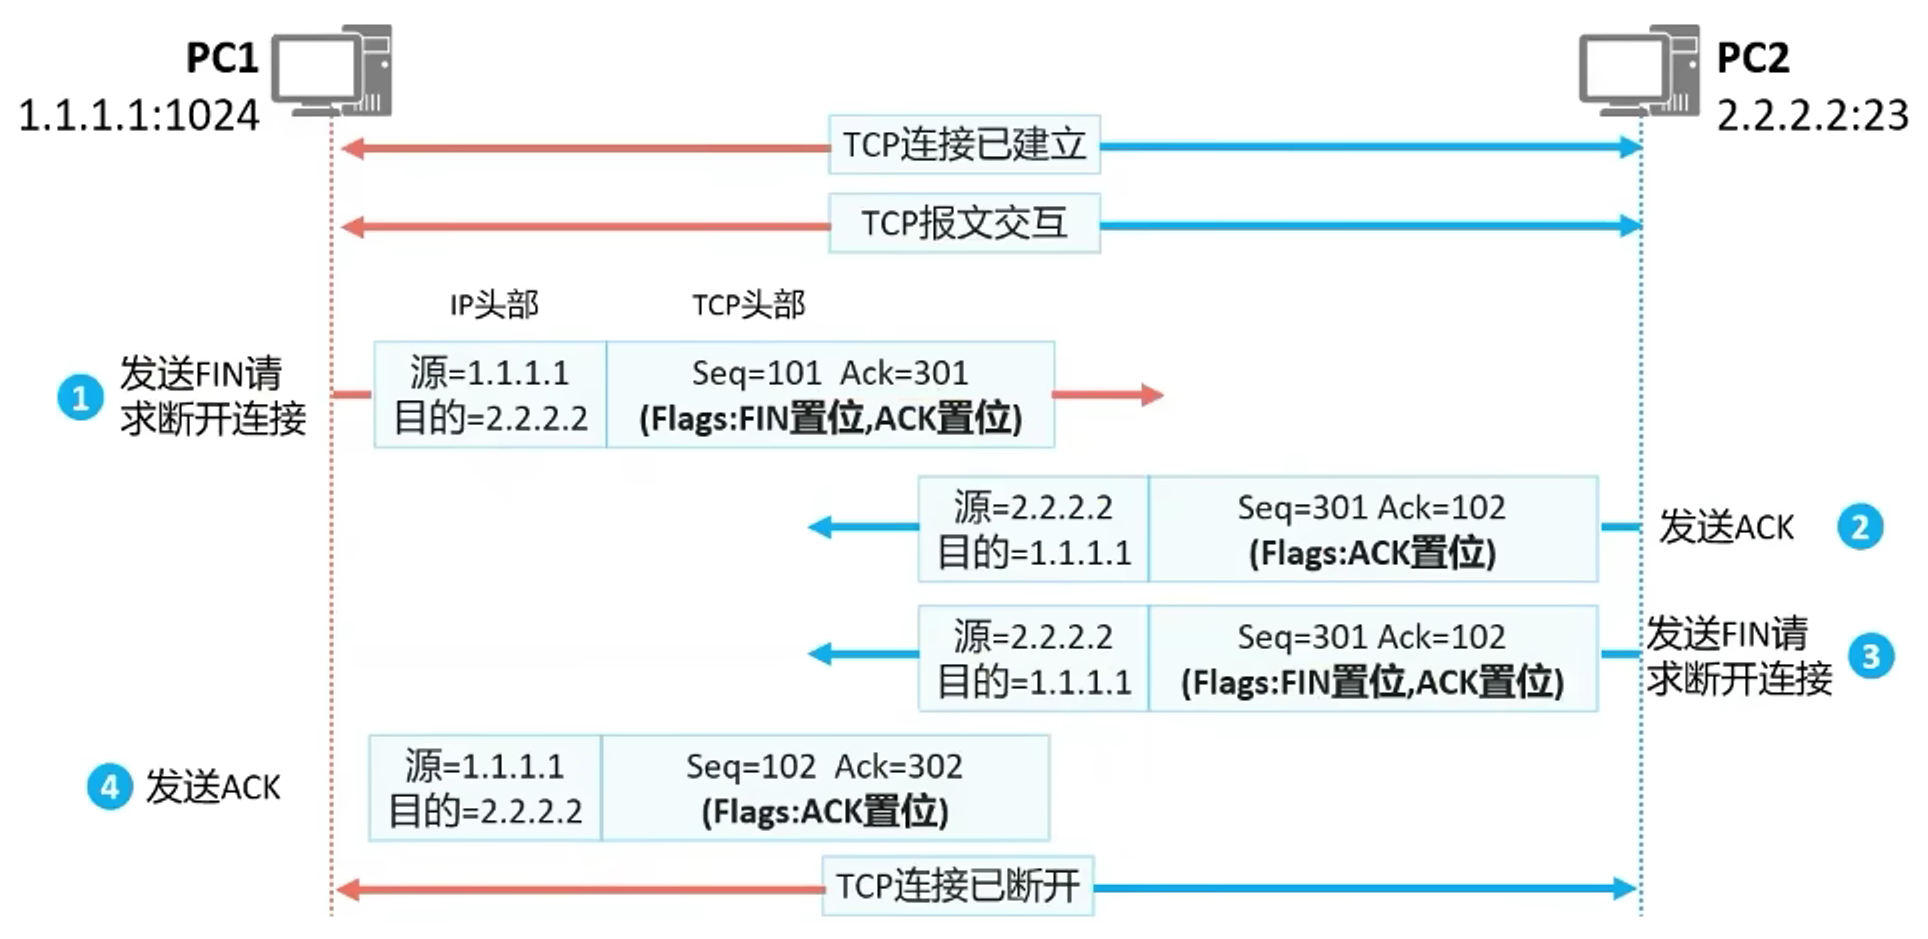 PC1
1.1.1.1:1024
PC2
2.2.2.2:23
TCP连接已建立
TCP报文交互
IP头部
TCP头部
1
发送FIN请
求断开连接
源=1.1.1.1
目的=2.2.2.2
Seq=101 Ack=301
(Flags:FIN置位,ACK置位)
源=2.2.2.2
目的=1.1.1.1
Seq=301 Ack=102
(Flags:ACK置位)
发送ACK
2
源=2.2.2.2
目的=1.1.1.1
Seq=301 Ack=102
(Flags:FIN置位,ACK置位)
发送FIN请
求断开连接
3
4
发送ACK
源=1.1.1.1
目的=2.2.2.2
Seq=102 Ack=302
(Flags:ACK置位)
TCP连接已断开